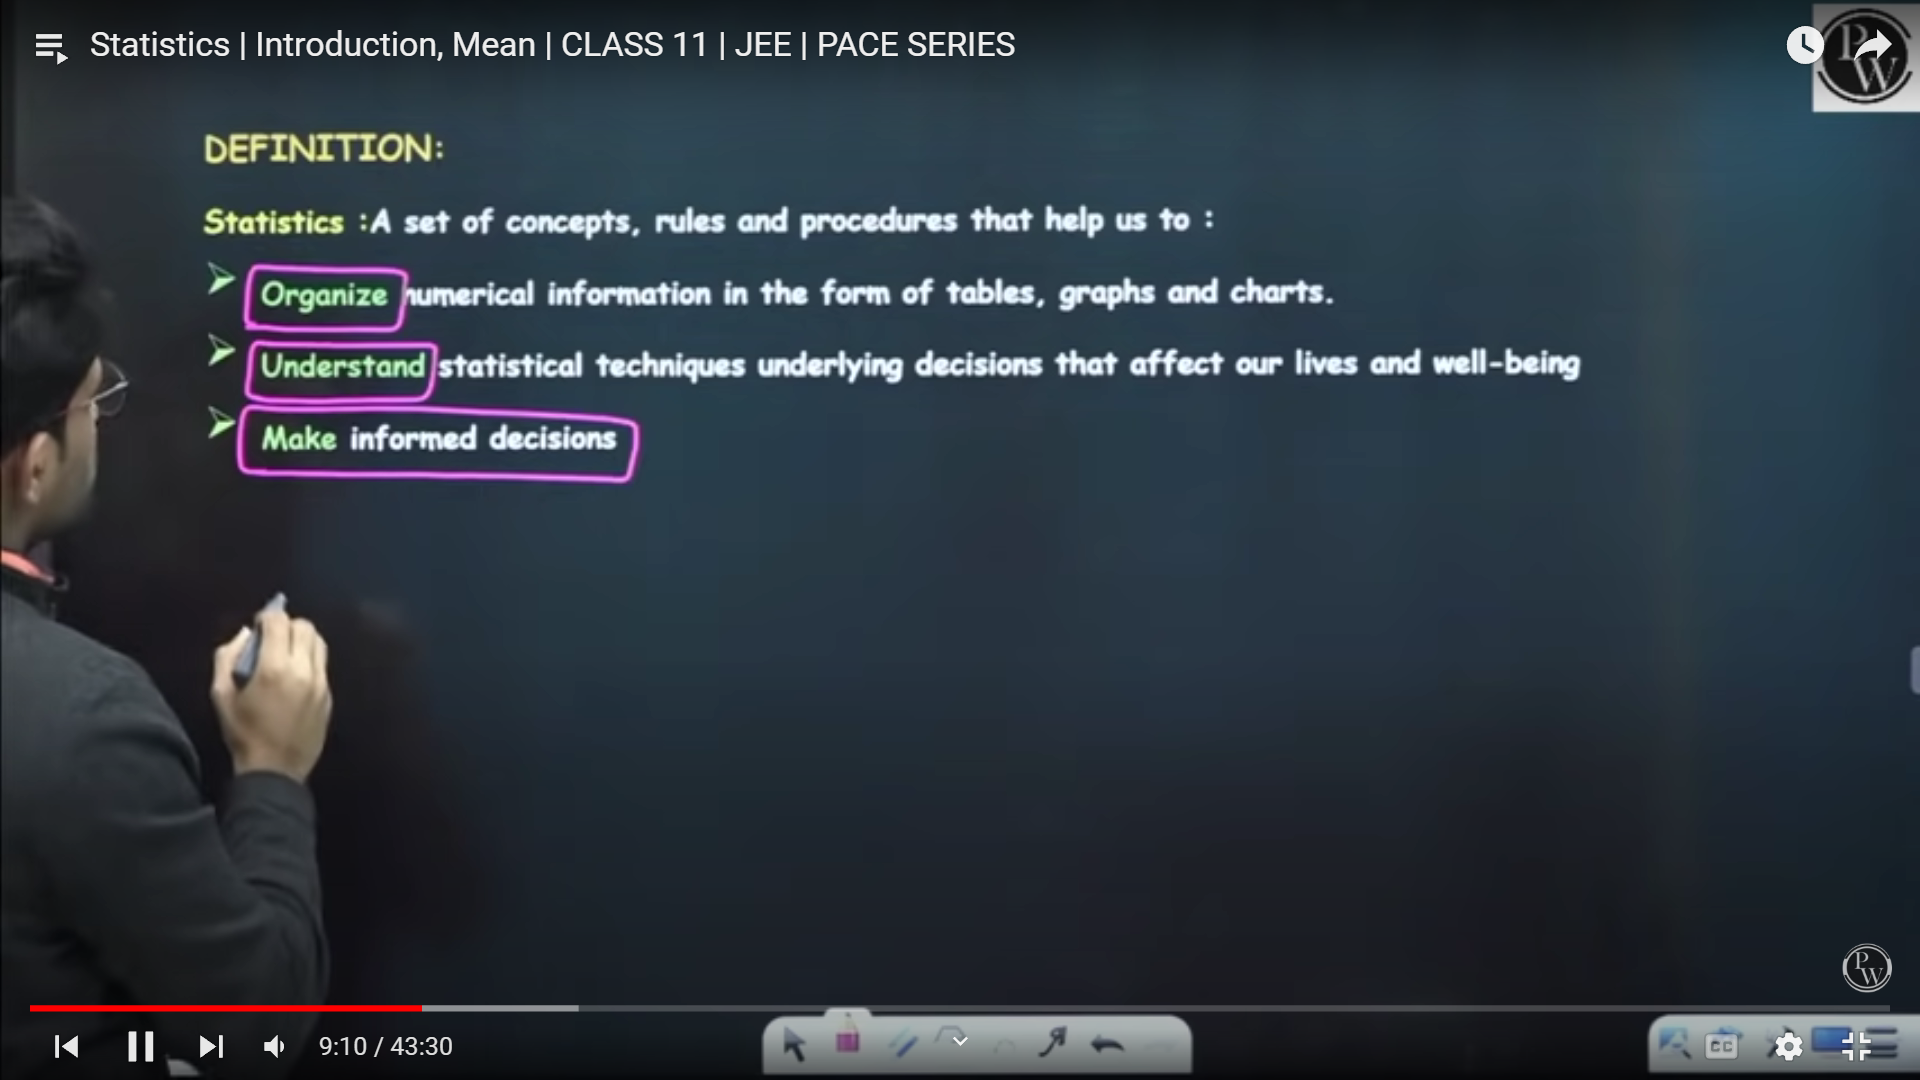 Statistics | Introduction, Mean | CLASS 11 | JEE | PACE SERIES
PW
DEFINITION:
Statistics :A set of concepts, rules and procedures that help us to :
Organize numerical information in the form of tables, graphs and charts.
Understand statistical techniques underlying decisions that affect our lives and well-being
Make informed decisions
PW
9:10 / 43:30
CC